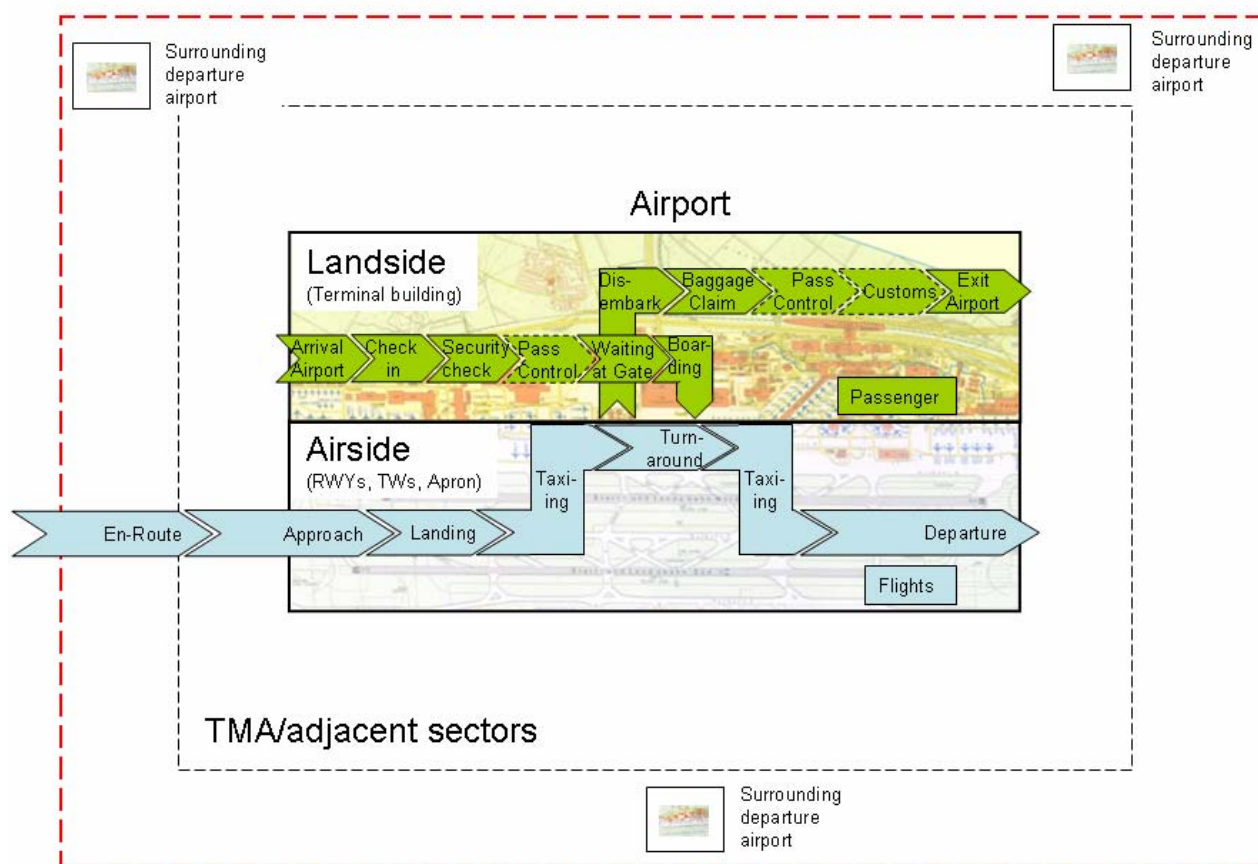 Surrounding
departure
airport
Surrounding
departure
airport
Airport
Landside
(Terminal building)
Dis-
embark
Baggage
Claim
Pass
Control
Customs
Exit
Airport
Arrival
Airport
Check
in
Security
check
Pass
Control
Waiting
at Gate
Boar-
ding
Passenger
Airside
(RWYs, TWs, Apron)
Turn-
around
Taxi-
ing
Taxi-
ing
En-Route
Approach
Landing
Departure
Flights
TMA/adjacent sectors
Surrounding
departure
airport